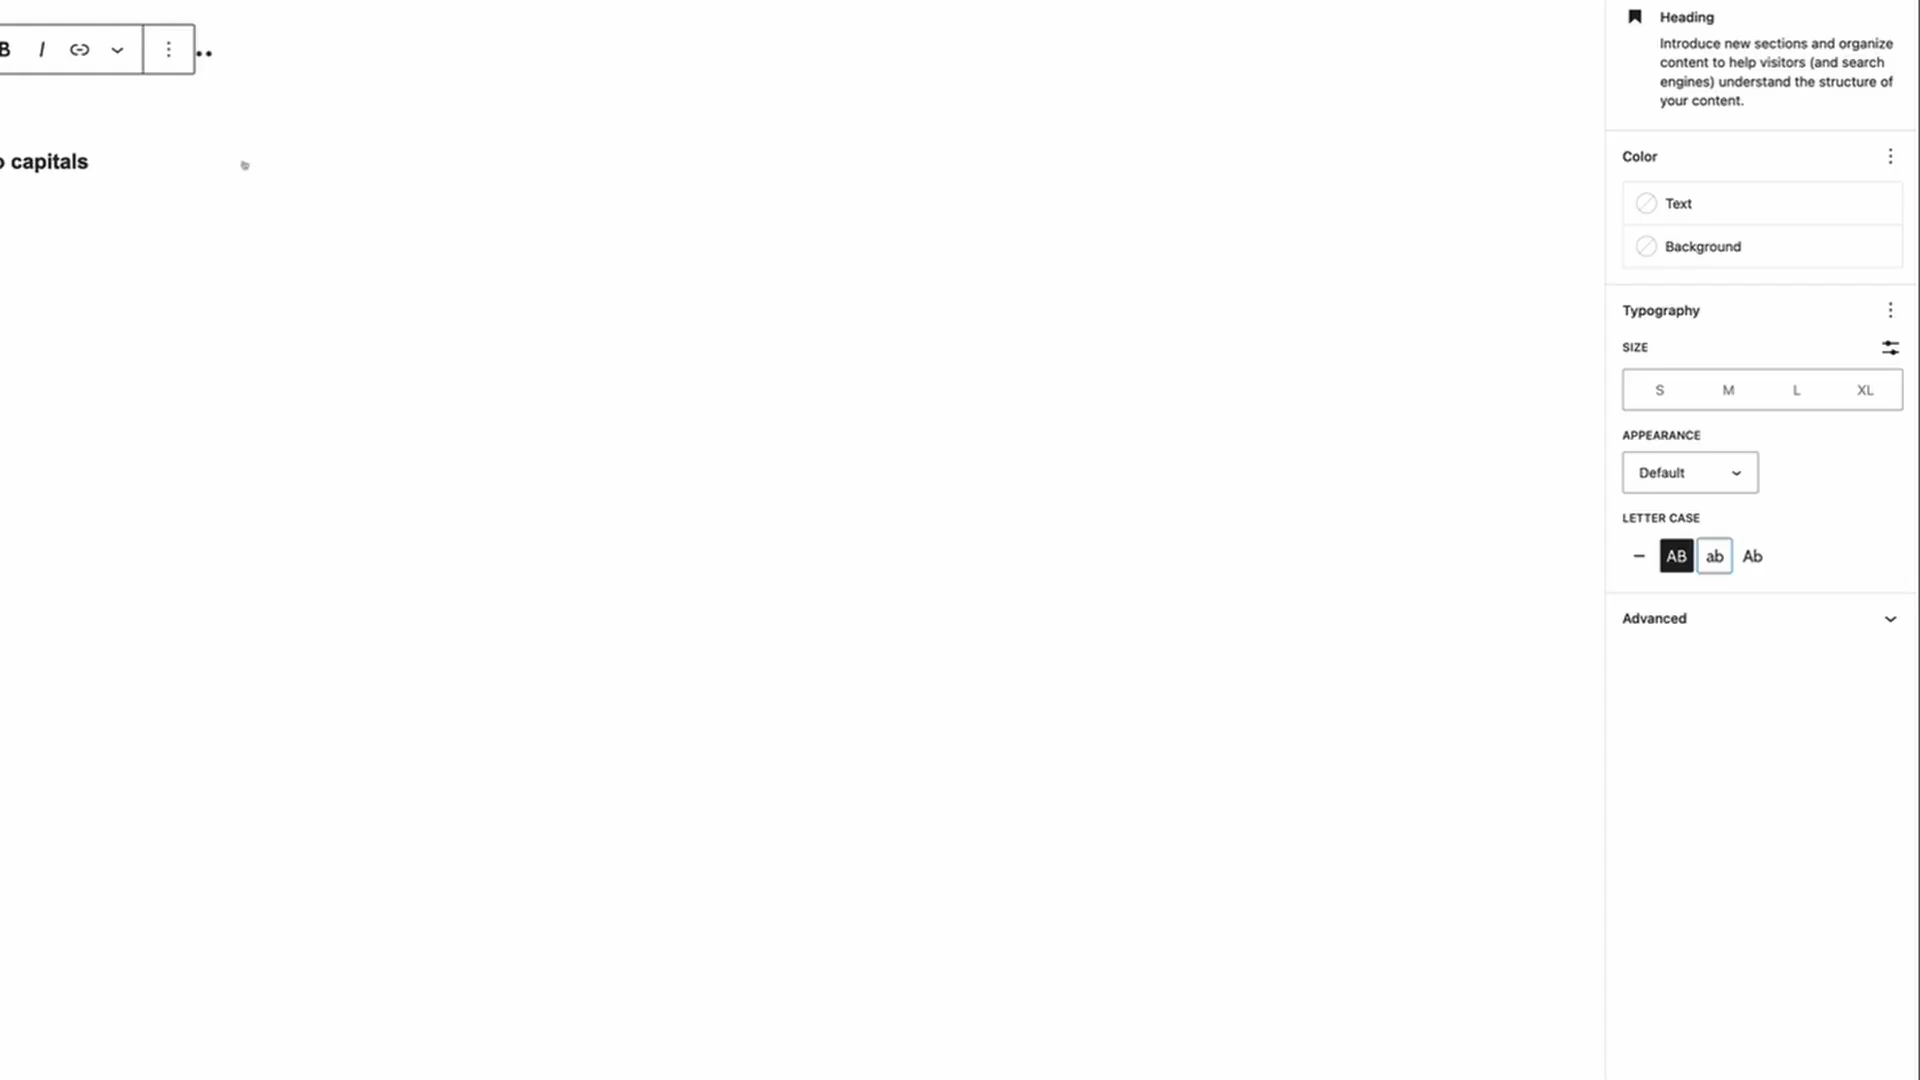 B I
capitals
Heading
Introduce new sections and organize
content to help visitors (and search
engines) understand the structure of
your content.
Color
Text
Background
Typography
SIZE
S M L XL
APPEARANCE
Default
LETTER CASE
– AB ab Ab
Advanced